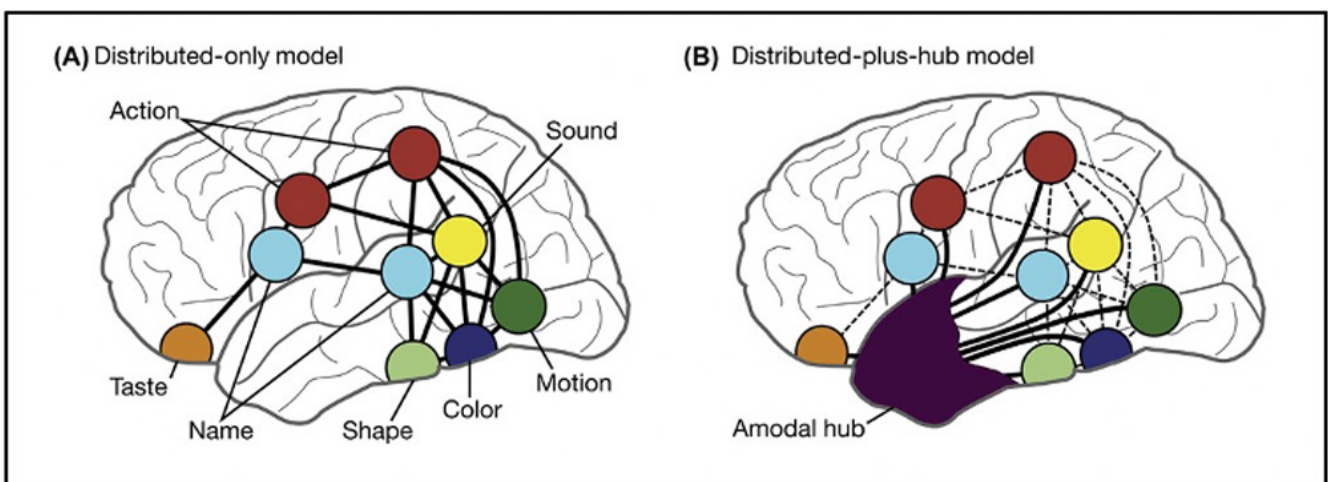 (A) Distributed-only model
(B) Distributed-plus-hub model
Action
Sound
Taste
Name
Shape
Color
Motion
Amodal hub